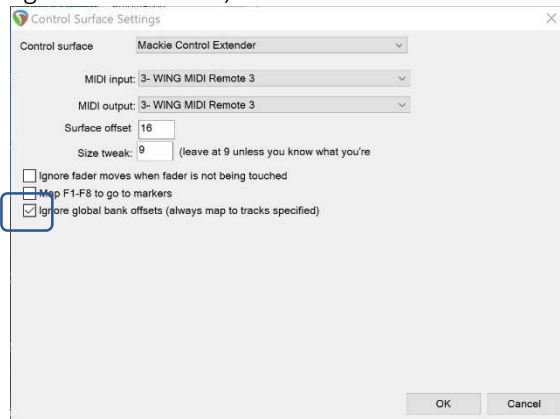 Control Surface Settings
Control surface Mackie Control Extender
MIDI input: 3- WING MIDI Remote 3
MIDI output: 3- WING MIDI Remote 3
Surface offset 16
Size tweak: 9 (leave at 9 unless you know what you're
Ignore fader moves when fader is not being touched
Map F1-F8 to go to markers
Ignore global bank offsets (always map to tracks specified)
OK Cancel